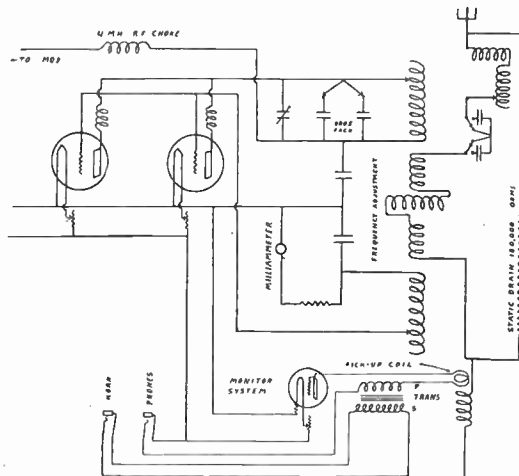 4 MH RF CHOKE
←TO MOD
.002 EACH
FREQUENCY ADJUSTMENT
MILLIAMMETER
STATIC DRAIN 100,000 OHMS
PICK-UP COIL
MONITOR
SYSTEM
P
TRANS
S
HORN
PHONES